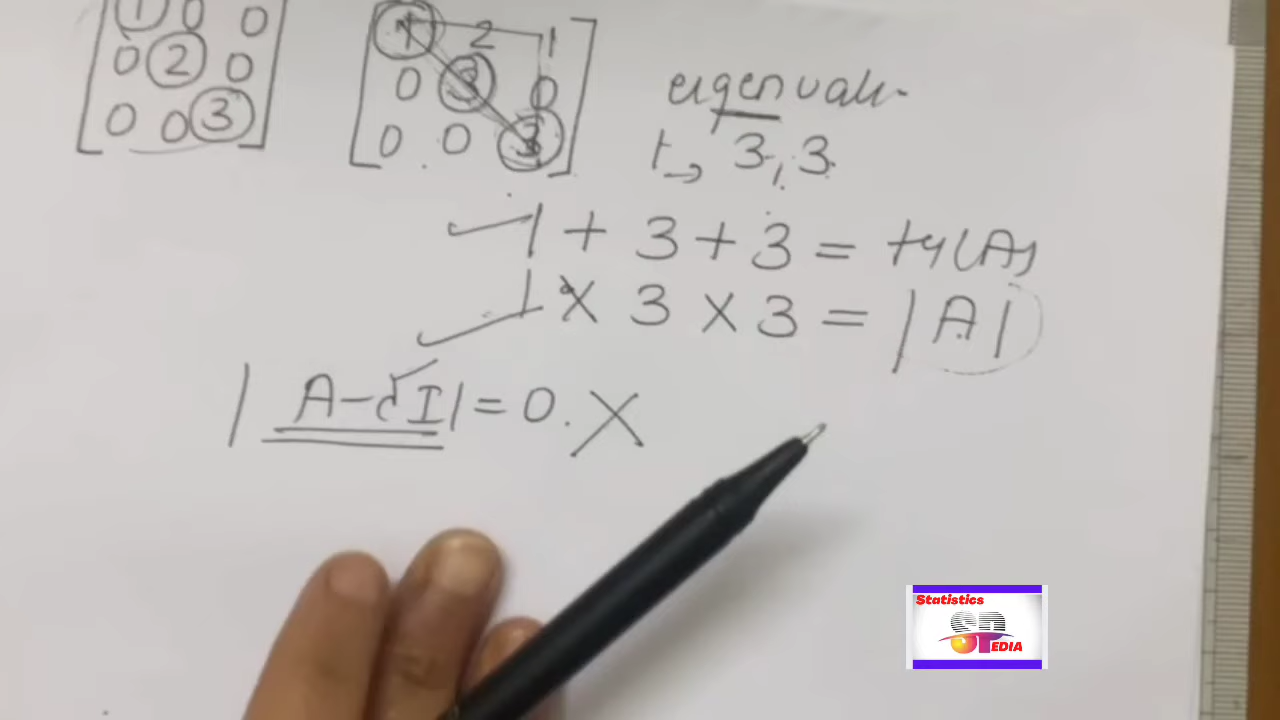 1 0 0
0 2 0
0 0 3
1 2 1
0 3 0
0 0 3
eigenvalu
1, 3, 3
1 + 3 + 3 = tr(A)
1 × 3 × 3 = |A|
|A-λI| = 0.
Statistics
EDIA